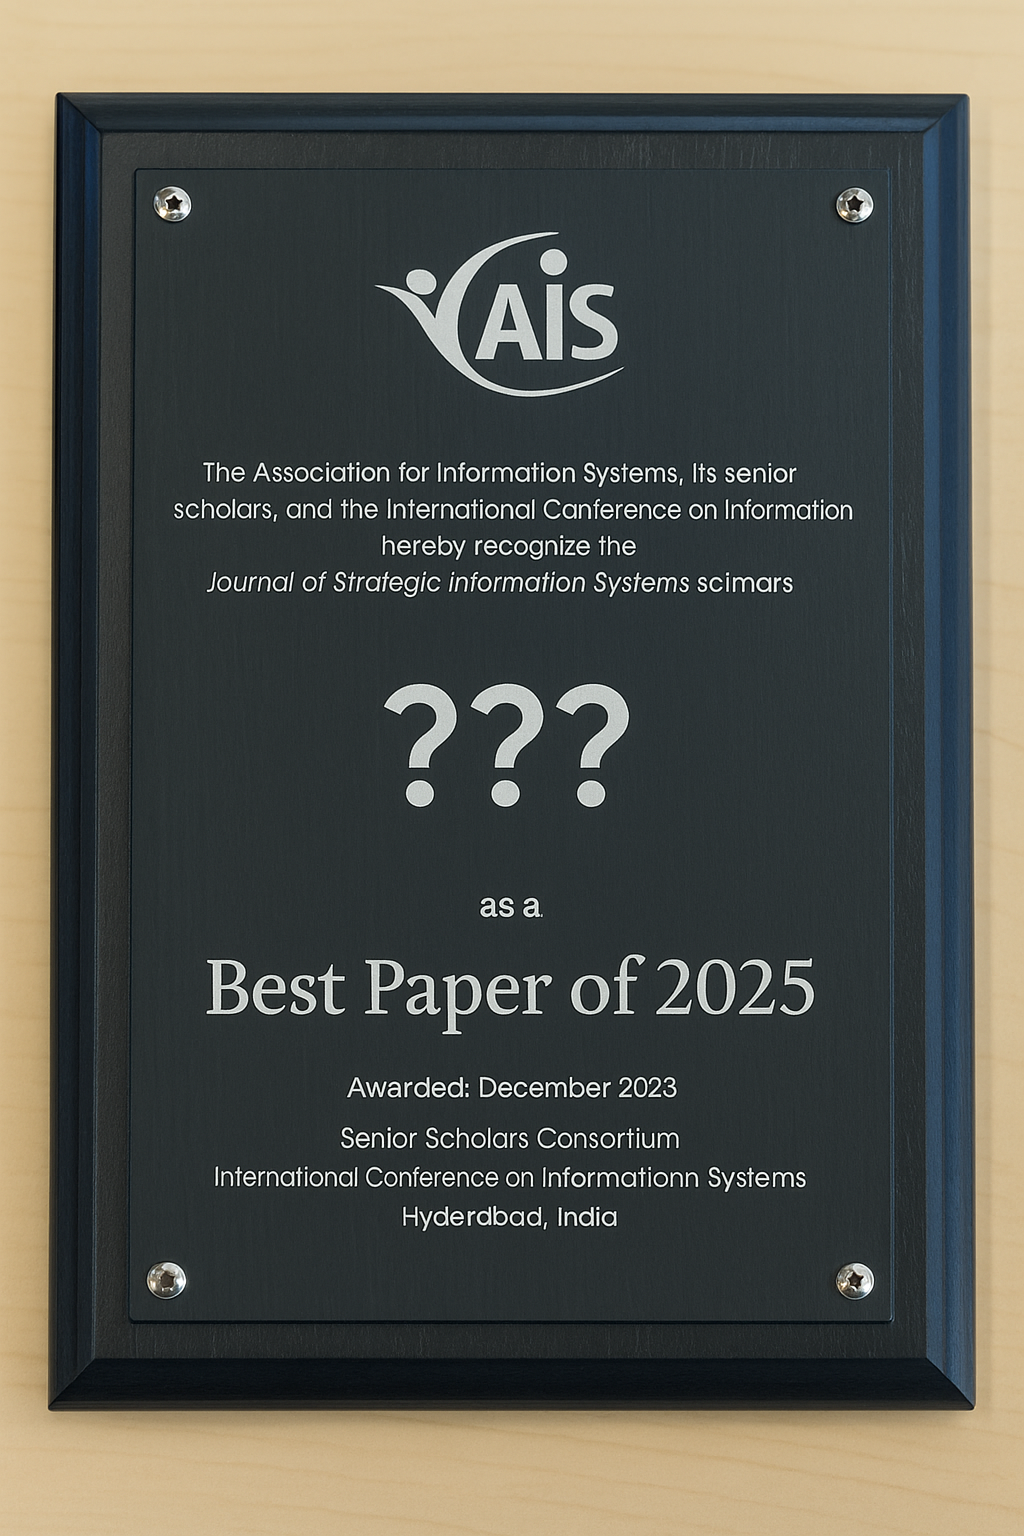 AiS
The Association for Information Systems, Its senior
scholars, and the International Canference on Information
hereby recognize the
Journal of Strategic information Systems scimars
???
as a.
Best Paper of 2025
Awarded: December 2023
Senior Scholars Consortium
International Conference on Informationn Systems
Hyderdbad, India